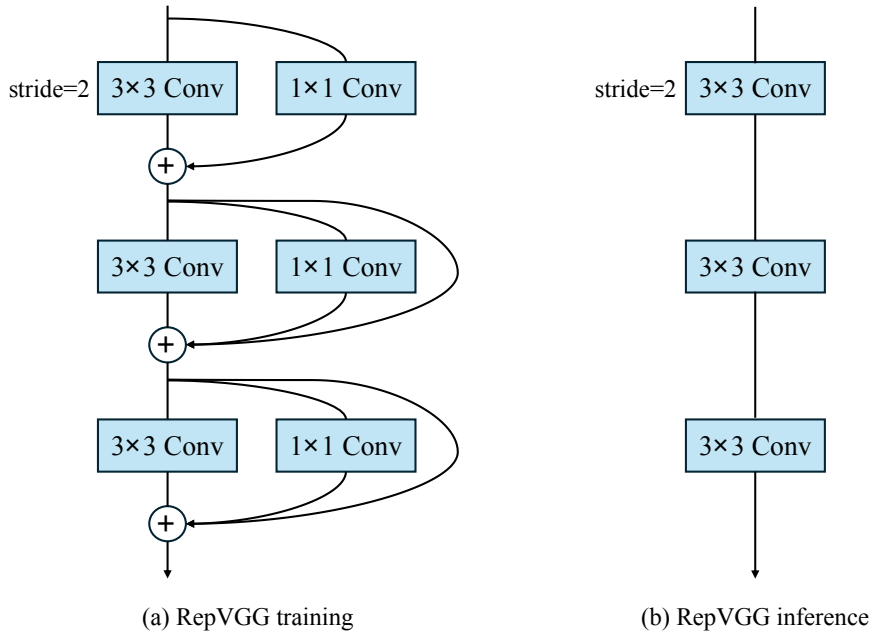 stride=2 3×3 Conv 1×1 Conv
+
3×3 Conv 1×1 Conv
+
3×3 Conv 1×1 Conv
+
(a) RepVGG training
stride=2 3×3 Conv
3×3 Conv
3×3 Conv
(b) RepVGG inference